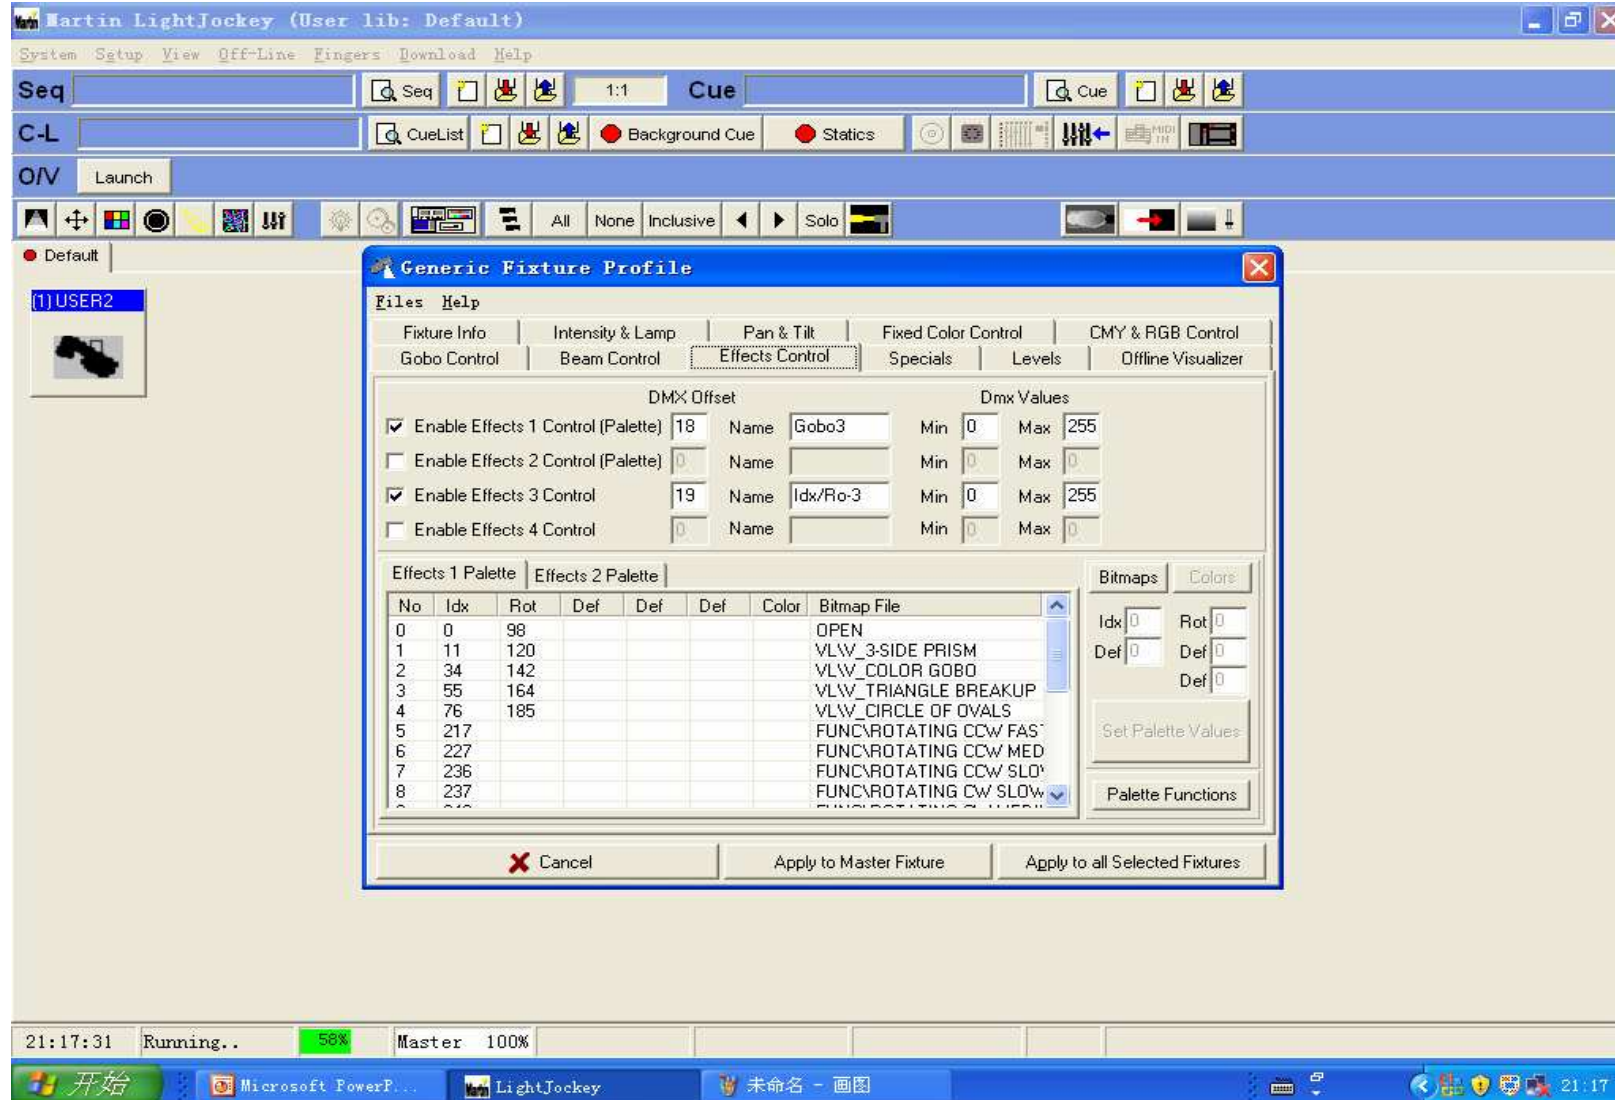 Martin LightJockey (User lib: Default)
System Setup View Off-Line Fingers Download Help
Seq Seq 1:1 Cue Cue
C-L CueList Background Cue Statics MIDI IN
O/V Launch
All None Inclusive Solo
Default
(1) USER2
Generic Fixture Profile
Files Help
Fixture Info Intensity & Lamp Pan & Tilt Fixed Color Control CMY & RGB Control
Gobo Control Beam Control Effects Control Specials Levels Offline Visualizer
DMX Offset Dmx Values
Enable Effects 1 Control (Palette) 18 Name Gobo3 Min 0 Max 255
Enable Effects 2 Control (Palette) 0 Name Min 0 Max 0
Enable Effects 3 Control 19 Name Idx/Ro-3 Min 0 Max 255
Enable Effects 4 Control 0 Name Min 0 Max 0
Effects 1 Palette Effects 2 Palette Bitmaps Colors
No Idx Rot Def Def Def Color Bitmap File
0 0 98 OPEN
1 11 120 VL\V_3-SIDE PRISM
2 34 142 VL\V_COLOR GOBO
3 55 164 VL\V_TRIANGLE BREAKUP
4 76 185 VL\V_CIRCLE OF OVALS
5 217 FUNC\ROTATING CCW FAST
6 227 FUNC\ROTATING CCW MED
7 236 FUNC\ROTATING CCW SLO
8 237 FUNC\ROTATING CW SLOW
Idx 0 Rot 0
Def 0 Def 0
Def 0
Set Palette Values
Palette Functions
Cancel Apply to Master Fixture Apply to all Selected Fixtures
21:17:31 Running.. 58% Master 100%
开始 Microsoft PowerP... LightJockey 未命名 - 画图 21:17